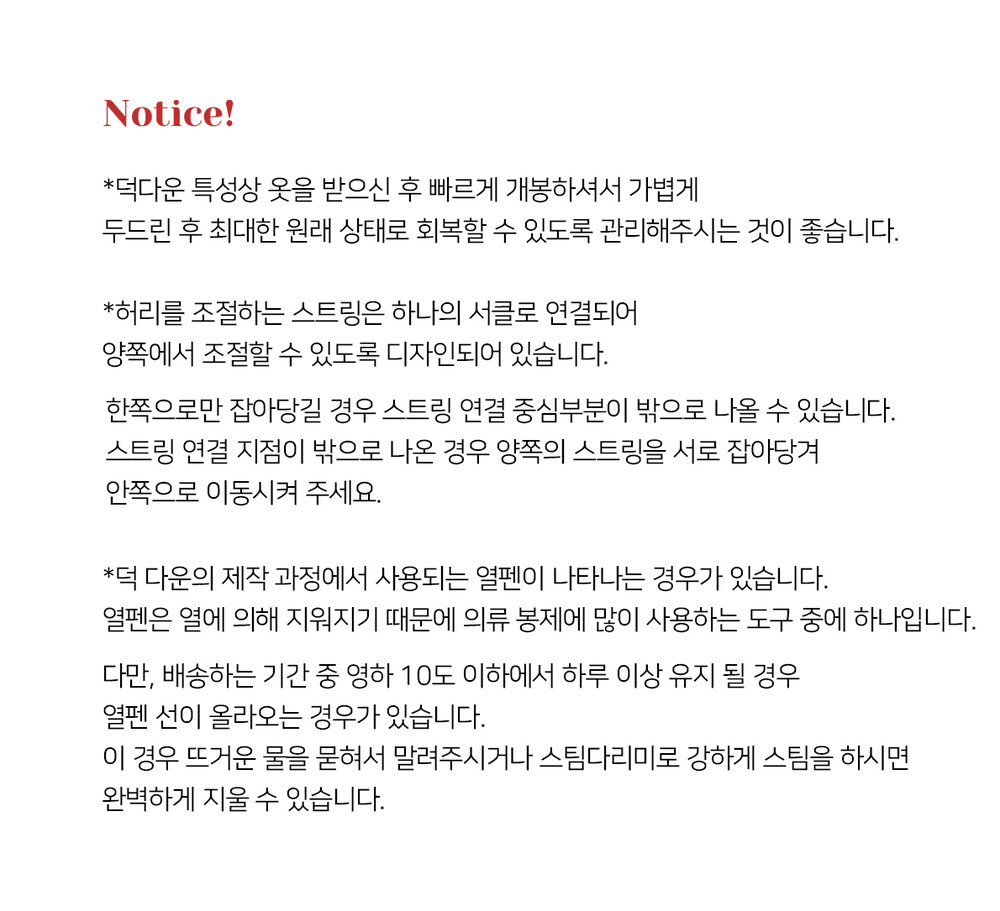 Notice!
*덕다운 특성상 옷을 받으신 후 빠르게 개봉하셔서 가볍게
두드린 후 최대한 원래 상태로 회복할 수 있도록 관리해주시는 것이 좋습니다.
*허리를 조절하는 스트링은 하나의 서클로 연결되어
양쪽에서 조절할 수 있도록 디자인되어 있습니다.
한쪽으로만 잡아당길 경우 스트링 연결 중심부분이 밖으로 나올 수 있습니다.
스트링 연결 지점이 밖으로 나온 경우 양쪽의 스트링을 서로 잡아당겨
안쪽으로 이동시켜 주세요.
*덕 다운의 제작 과정에서 사용되는 열펜이 나타나는 경우가 있습니다.
열펜은 열에 의해 지워지기 때문에 의류 봉제에 많이 사용하는 도구 중에 하나입니다.
다만, 배송하는 기간 중 영하 10도 이하에서 하루 이상 유지 될 경우
열펜 선이 올라오는 경우가 있습니다.
이 경우 뜨거운 물을 묻혀서 말려주시거나 스팀다리미로 강하게 스팀을 하시면
완벽하게 지울 수 있습니다.